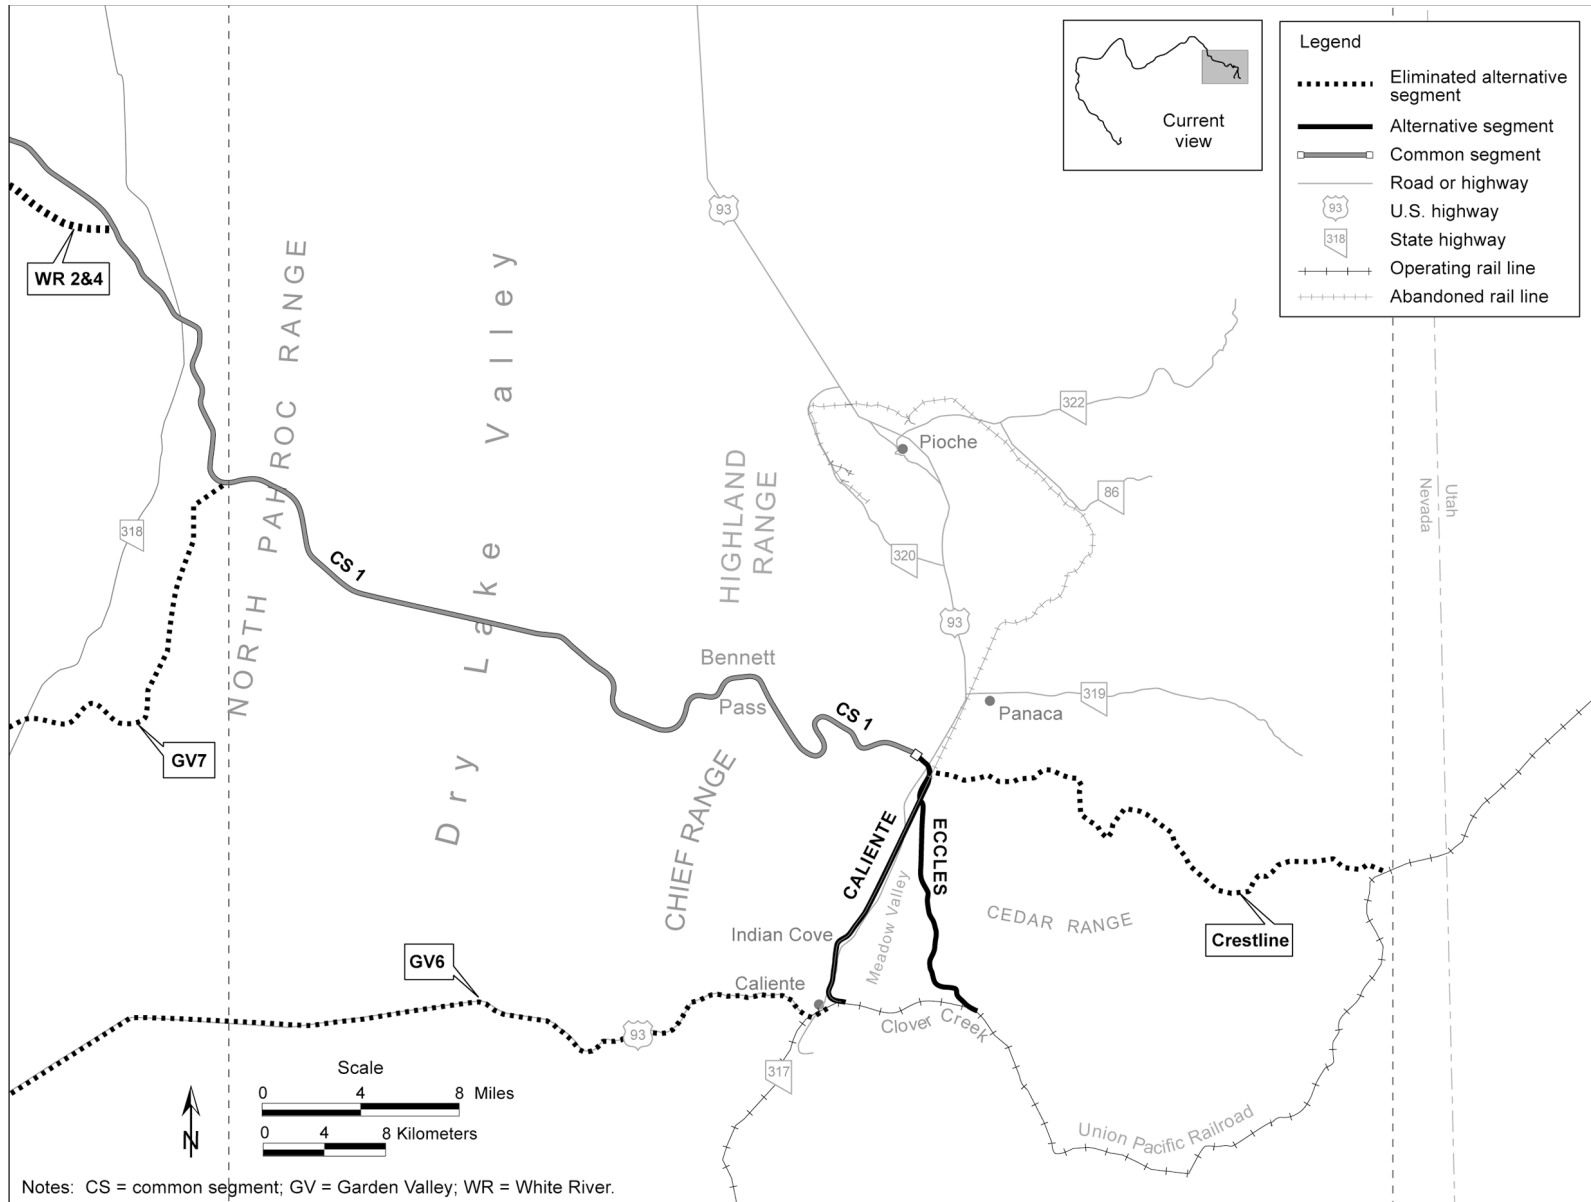 Legend
Eliminated alternative
segment
Alternative segment
Common segment
Road or highway
93
U.S. highway
318
State highway
Operating rail line
Abandoned rail line
Current
view
93
WR 2&4
NORTH PAHROC RANGE
Dry Lake Valley
322
Pioche
HIGHLAND
RANGE
86
Utah
Nevada
318
320
CS 1
93
Bennett
Pass
319
Panaca
CS 1
GV7
CHIEF RANGE
CALIENTE
ECCLES
Meadow Valley
CEDAR RANGE
Crestline
Indian Cove
GV6
Caliente
Clover Creek
93
317
Union Pacific Railroad
Scale
0 4 8 Miles
0 4 8 Kilometers
N
Notes: CS = common segment; GV = Garden Valley; WR = White River.